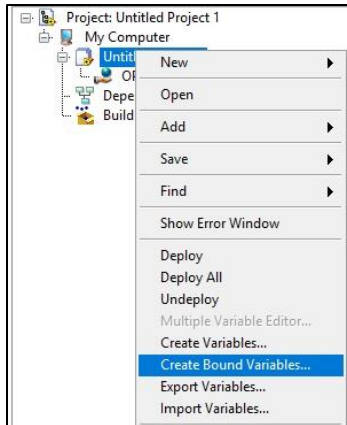 Project: Untitled Project 1
My Computer
Untitl
OP
Depe
Build
New
Open
Add
Save
Find
Show Error Window
Deploy
Deploy All
Undeploy
Multiple Variable Editor...
Create Variables...
Create Bound Variables...
Export Variables...
Import Variables...